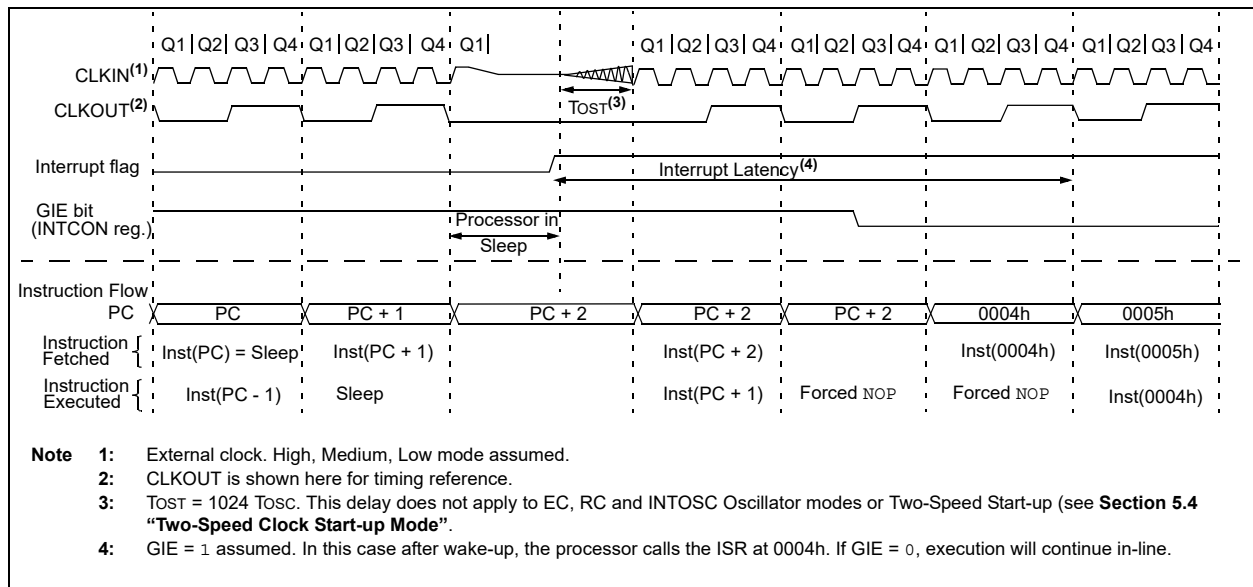 Q1 Q2 Q3 Q4 Q1 Q2 Q3 Q4 Q1 Q1 Q2 Q3 Q4 Q1 Q2 Q3 Q4 Q1 Q2 Q3 Q4 Q1 Q2 Q3 Q4
CLKIN(1)
CLKOUT(2)
TOST(3)
Interrupt flag
Interrupt Latency(4)
GIE bit
(INTCON reg.)
Processor in
Sleep
Instruction Flow
PC PC PC + 1 PC + 2 PC + 2 PC + 2 0004h 0005h
Instruction
Fetched
Inst(PC) = Sleep Inst(PC + 1) Inst(PC + 2) Inst(0004h) Inst(0005h)
Instruction
Executed
Inst(PC - 1) Sleep Inst(PC + 1) Forced NOP Forced NOP Inst(0004h)
Note 1: External clock. High, Medium, Low mode assumed.
2: CLKOUT is shown here for timing reference.
3: TOST = 1024 TOSC. This delay does not apply to EC, RC and INTOSC Oscillator modes or Two-Speed Start-up (see Section 5.4
“Two-Speed Clock Start-up Mode”.
4: GIE = 1 assumed. In this case after wake-up, the processor calls the ISR at 0004h. If GIE = 0, execution will continue in-line.